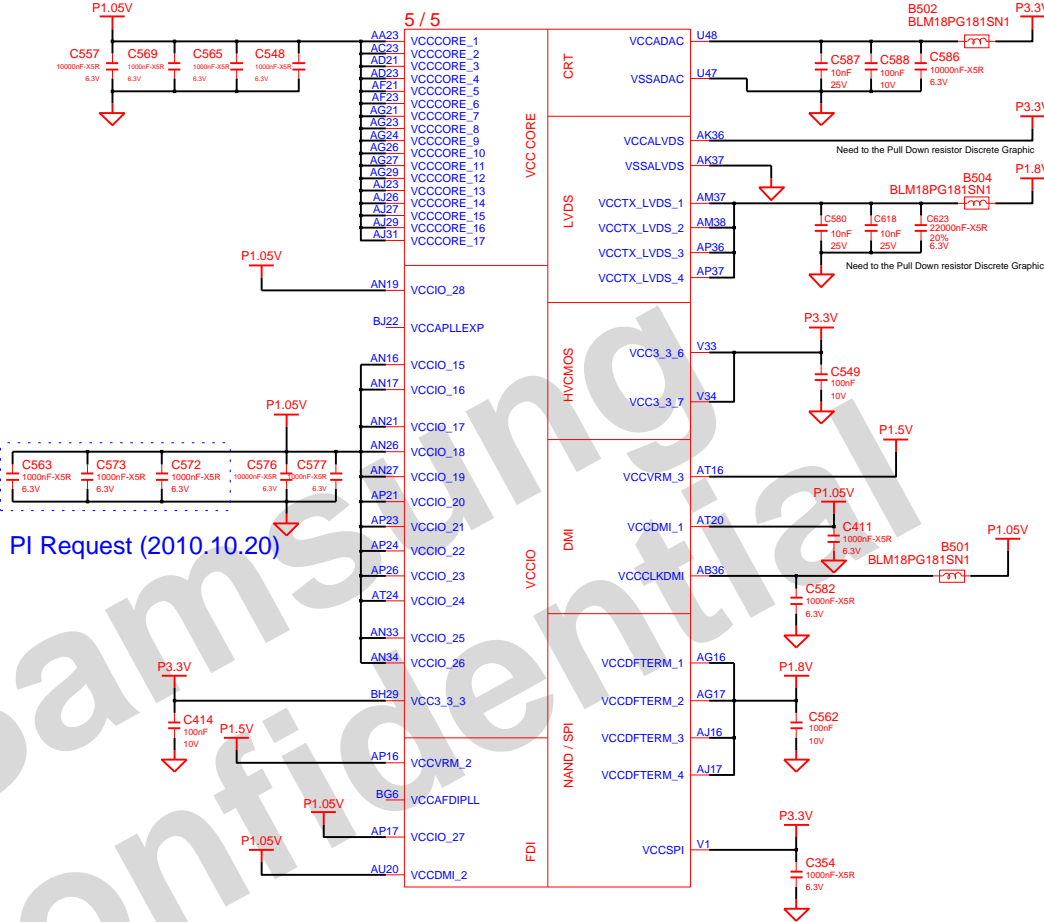 5 / 5
P1.05V
C557
10000nF-X5R
6.3V
C569
1000nF-X5R
6.3V
C565
1000nF-X5R
6.3V
C548
1000nF-X5R
6.3V
AA23 VCCCORE_1
AC23 VCCCORE_2
AD21 VCCCORE_3
AD23 VCCCORE_4
AF21 VCCCORE_5
AF23 VCCCORE_6
AG21 VCCCORE_7
AG23 VCCCORE_8
AG24 VCCCORE_9
AG26 VCCCORE_10
AG27 VCCCORE_11
AG29 VCCCORE_12
AJ23 VCCCORE_13
AJ26 VCCCORE_14
AJ27 VCCCORE_15
AJ29 VCCCORE_16
AJ31 VCCCORE_17
VCC CORE
P1.05V
AN19 VCCIO_28
BJ22 VCCAPLLEXP
AN16 VCCIO_15
AN17 VCCIO_16
AN21 VCCIO_17
AN26 VCCIO_18
AN27 VCCIO_19
AP21 VCCIO_20
AP23 VCCIO_21
AP24 VCCIO_22
AP26 VCCIO_23
AT24 VCCIO_24
AN33 VCCIO_25
AN34 VCCIO_26
BH29 VCC3_3_3
VCCIO
P1.05V
C563
1000nF-X5R
6.3V
C573
1000nF-X5R
6.3V
C572
1000nF-X5R
6.3V
C576
10000nF-X5R
6.3V
C577
1000nF-X5R
6.3V
PI Request (2010.10.20)
P3.3V
C414
100nF
10V
P1.5V
AP16 VCCVRM_2
BG6 VCCAFDIPLL
P1.05V
AP17 VCCIO_27
P1.05V
AU20 VCCDMI_2
FDI
CRT
VCCADAC U48
VSSADAC U47
B502
BLM18PG181SN1
P3.3V
C587
10nF
25V
C588
100nF
10V
C586
10000nF-X5R
6.3V
LVDS
VCCALVDS AK36
P3.3V
Need to the Pull Down resistor Discrete Graphic
VSSALVDS AK37
VCCTX_LVDS_1 AM37
VCCTX_LVDS_2 AM38
VCCTX_LVDS_3 AP36
VCCTX_LVDS_4 AP37
B504
BLM18PG181SN1
P1.8V
C580
10nF
25V
C618
10nF
25V
C623
22000nF-X5R
20%
6.3V
Need to the Pull Down resistor Discrete Graphic
HVCMOS
VCC3_3_6 V33
VCC3_3_7 V34
P3.3V
C549
100nF
10V
DMI
VCCVRM_3 AT16
P1.5V
VCCDMI_1 AT20
P1.05V
C411
1000nF-X5R
6.3V
VCCCLKDMI AB36
B501
BLM18PG181SN1
P1.05V
C582
1000nF-X5R
6.3V
NAND / SPI
VCCDFTERM_1 AG16
VCCDFTERM_2 AG17
VCCDFTERM_3 AJ16
VCCDFTERM_4 AJ17
P1.8V
C562
100nF
10V
VCCSPI V1
P3.3V
C354
1000nF-X5R
6.3V
Samsung
Confidential